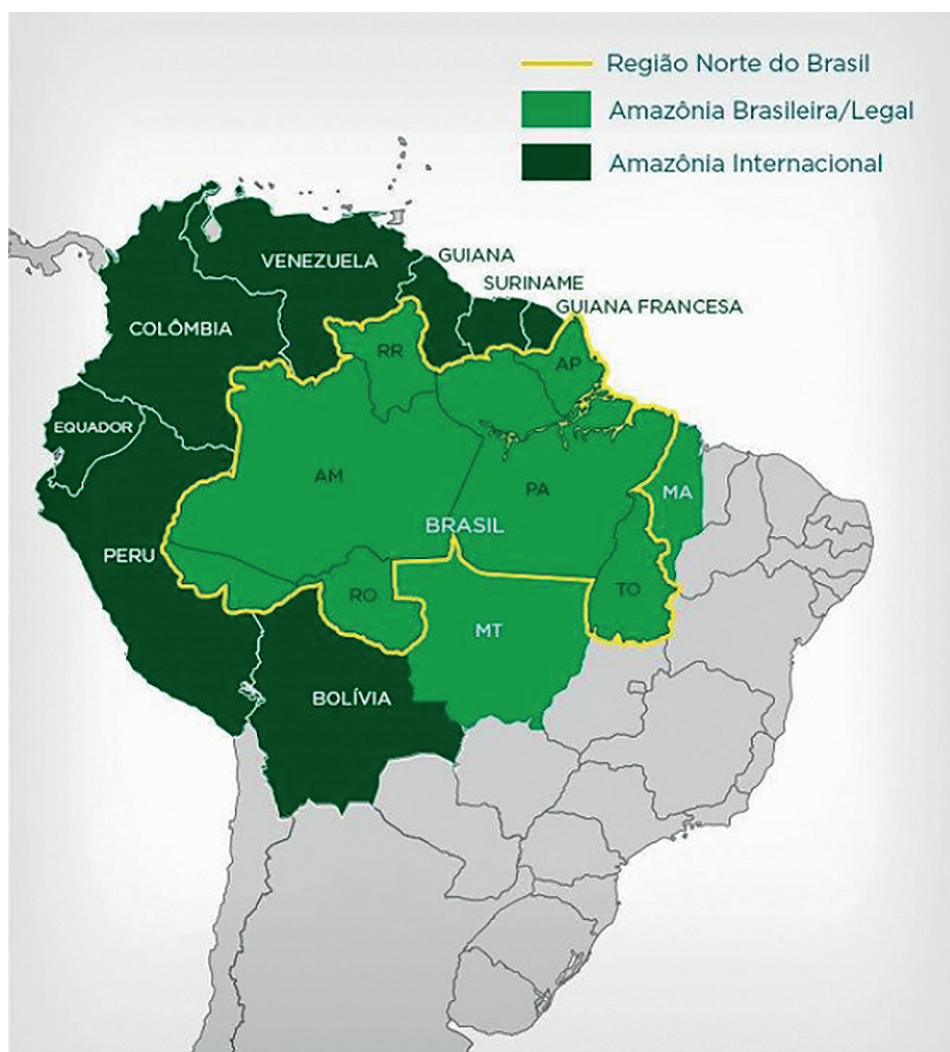 Região Norte do Brasil
Amazônia Brasileira/Legal
Amazônia Internacional
VENEZUELA
GUIANA
SURINAME
GUIANA FRANCESA
COLÔMBIA
RR
AP
EQUADOR
AM
PA
MA
BRASIL
PERU
RO
TO
MT
BOLÍVIA